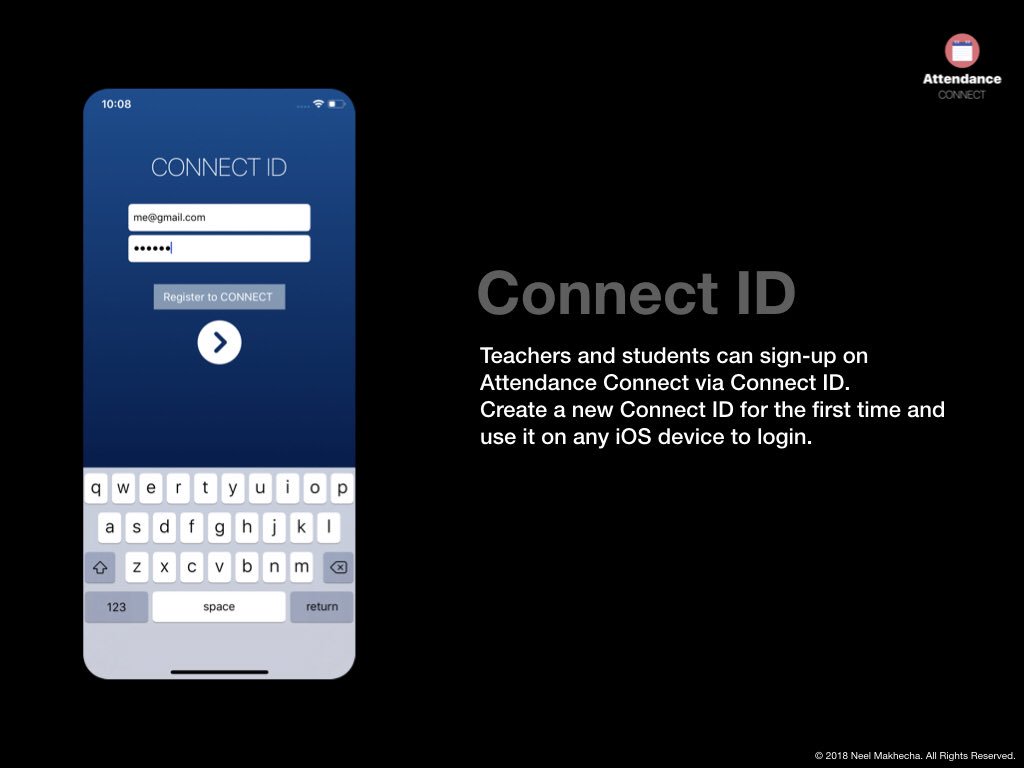 Attendance
CONNECT
10:08
CONNECT ID
me@gmail.com
••••••
Register to CONNECT
q w e r t y u i o p
a s d f g h j k l
z x c v b n m
123 space return
Connect ID
Teachers and students can sign-up on
Attendance Connect via Connect ID.
Create a new Connect ID for the first time and
use it on any iOS device to login.
© 2018 Neel Makhecha. All Rights Reserved.